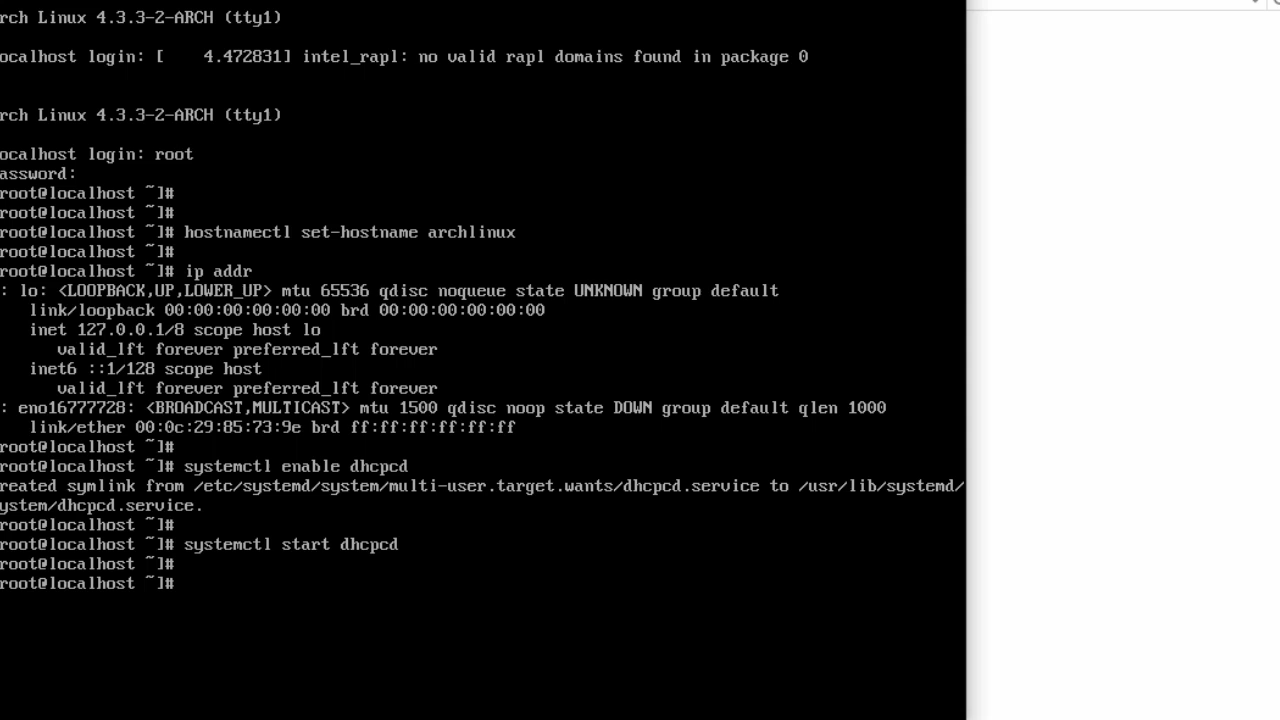 rch Linux 4.3.3-2-ARCH (tty1)
ocalhost login: [    4.472831] intel_rapl: no valid rapl domains found in package 0
rch Linux 4.3.3-2-ARCH (tty1)
ocalhost login: root
assword:
root@localhost ~]#
root@localhost ~]#
root@localhost ~]# hostnamectl set-hostname archlinux
root@localhost ~]#
root@localhost ~]# ip addr
: lo: <LOOPBACK,UP,LOWER_UP> mtu 65536 qdisc noqueue state UNKNOWN group default
link/loopback 00:00:00:00:00:00 brd 00:00:00:00:00:00
inet 127.0.0.1/8 scope host lo
valid_lft forever preferred_lft forever
inet6 ::1/128 scope host
valid_lft forever preferred_lft forever
: eno16777728: <BROADCAST,MULTICAST> mtu 1500 qdisc noop state DOWN group default qlen 1000
link/ether 00:0c:29:85:73:9e brd ff:ff:ff:ff:ff:ff
root@localhost ~]#
root@localhost ~]# systemctl enable dhcpcd
reated symlink from /etc/systemd/system/multi-user.target.wants/dhcpcd.service to /usr/lib/systemd/
ystem/dhcpcd.service.
root@localhost ~]#
root@localhost ~]# systemctl start dhcpcd
root@localhost ~]#
root@localhost ~]#